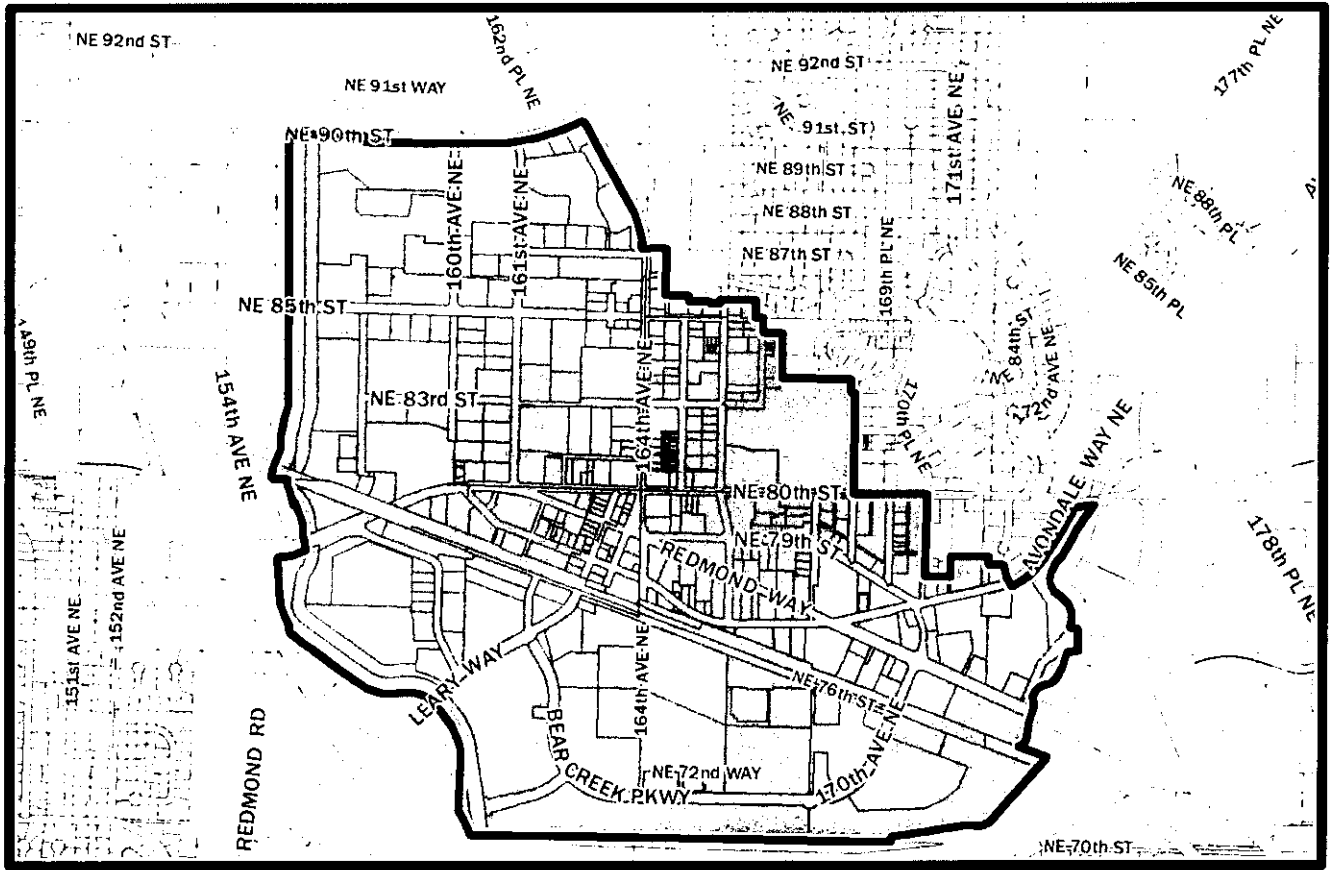 NE 92nd ST
162nd PL NE
NE 92nd ST
177th PL NE
NE 91st WAY
NE
91st ST
171st AVE NE
NE 90th ST
NE 89th ST
160th AVE NE
161st AVE NE
NE 88th ST
NE 88th PL
169th PL NE
NE 87th ST
NE 85th PL
NE 85th ST
NE 84th ST
172nd AVE NE
49th PL NE
154th AVE NE
NE 83rd ST
164th AVE NE
170th PL NE
AVONDALE WAY NE
NE 80th ST
NE 79th ST
178th PL NE
REDMOND WAY
151st AVE NE
152nd AVE NE
LEARY WAY
164th AVE NE
NE 76th ST
REDMOND RD
BEAR CREEK PKWY
NE 72nd WAY
170th AVE NE
NE 70th ST